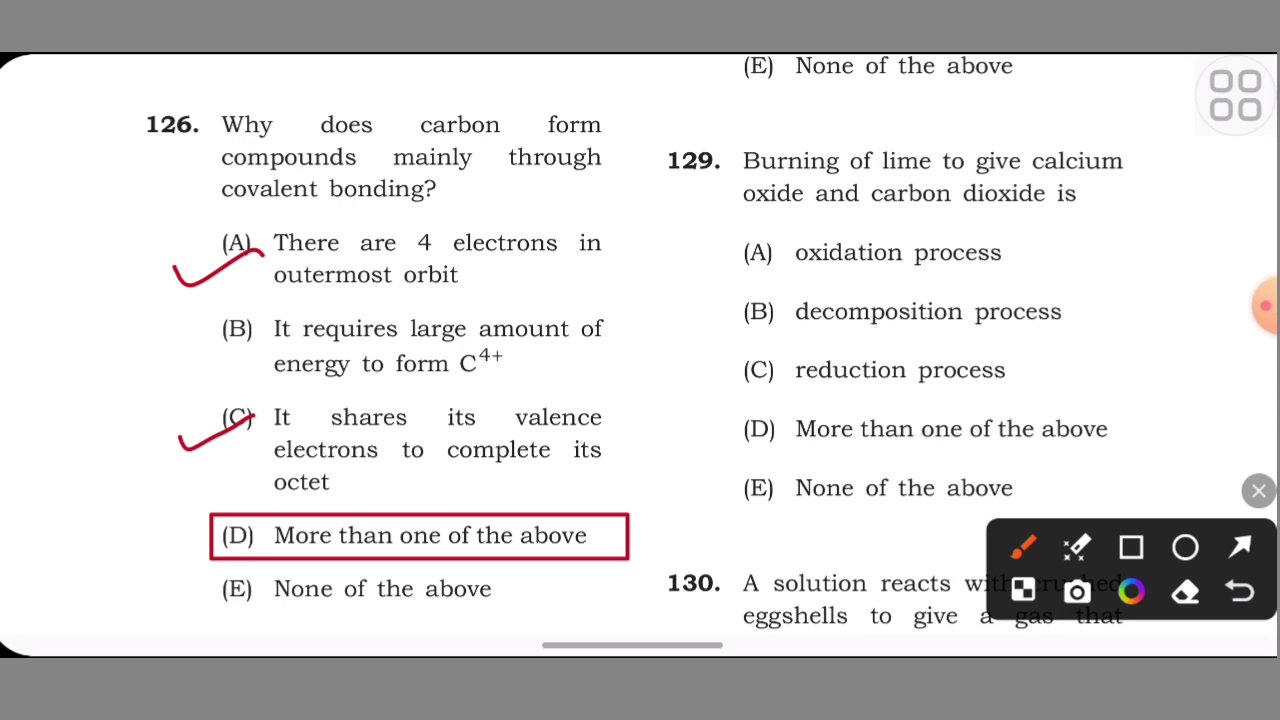 126. Why does carbon form
compounds mainly through
covalent bonding?
(A) There are 4 electrons in
outermost orbit
(B) It requires large amount of
energy to form C⁴⁺
(C) It shares its valence
electrons to complete its
octet
(D) More than one of the above
(E) None of the above
(E) None of the above
129. Burning of lime to give calcium
oxide and carbon dioxide is
(A) oxidation process
(B) decomposition process
(C) reduction process
(D) More than one of the above
(E) None of the above
130. A solution reacts with crushed
eggshells to give a gas that